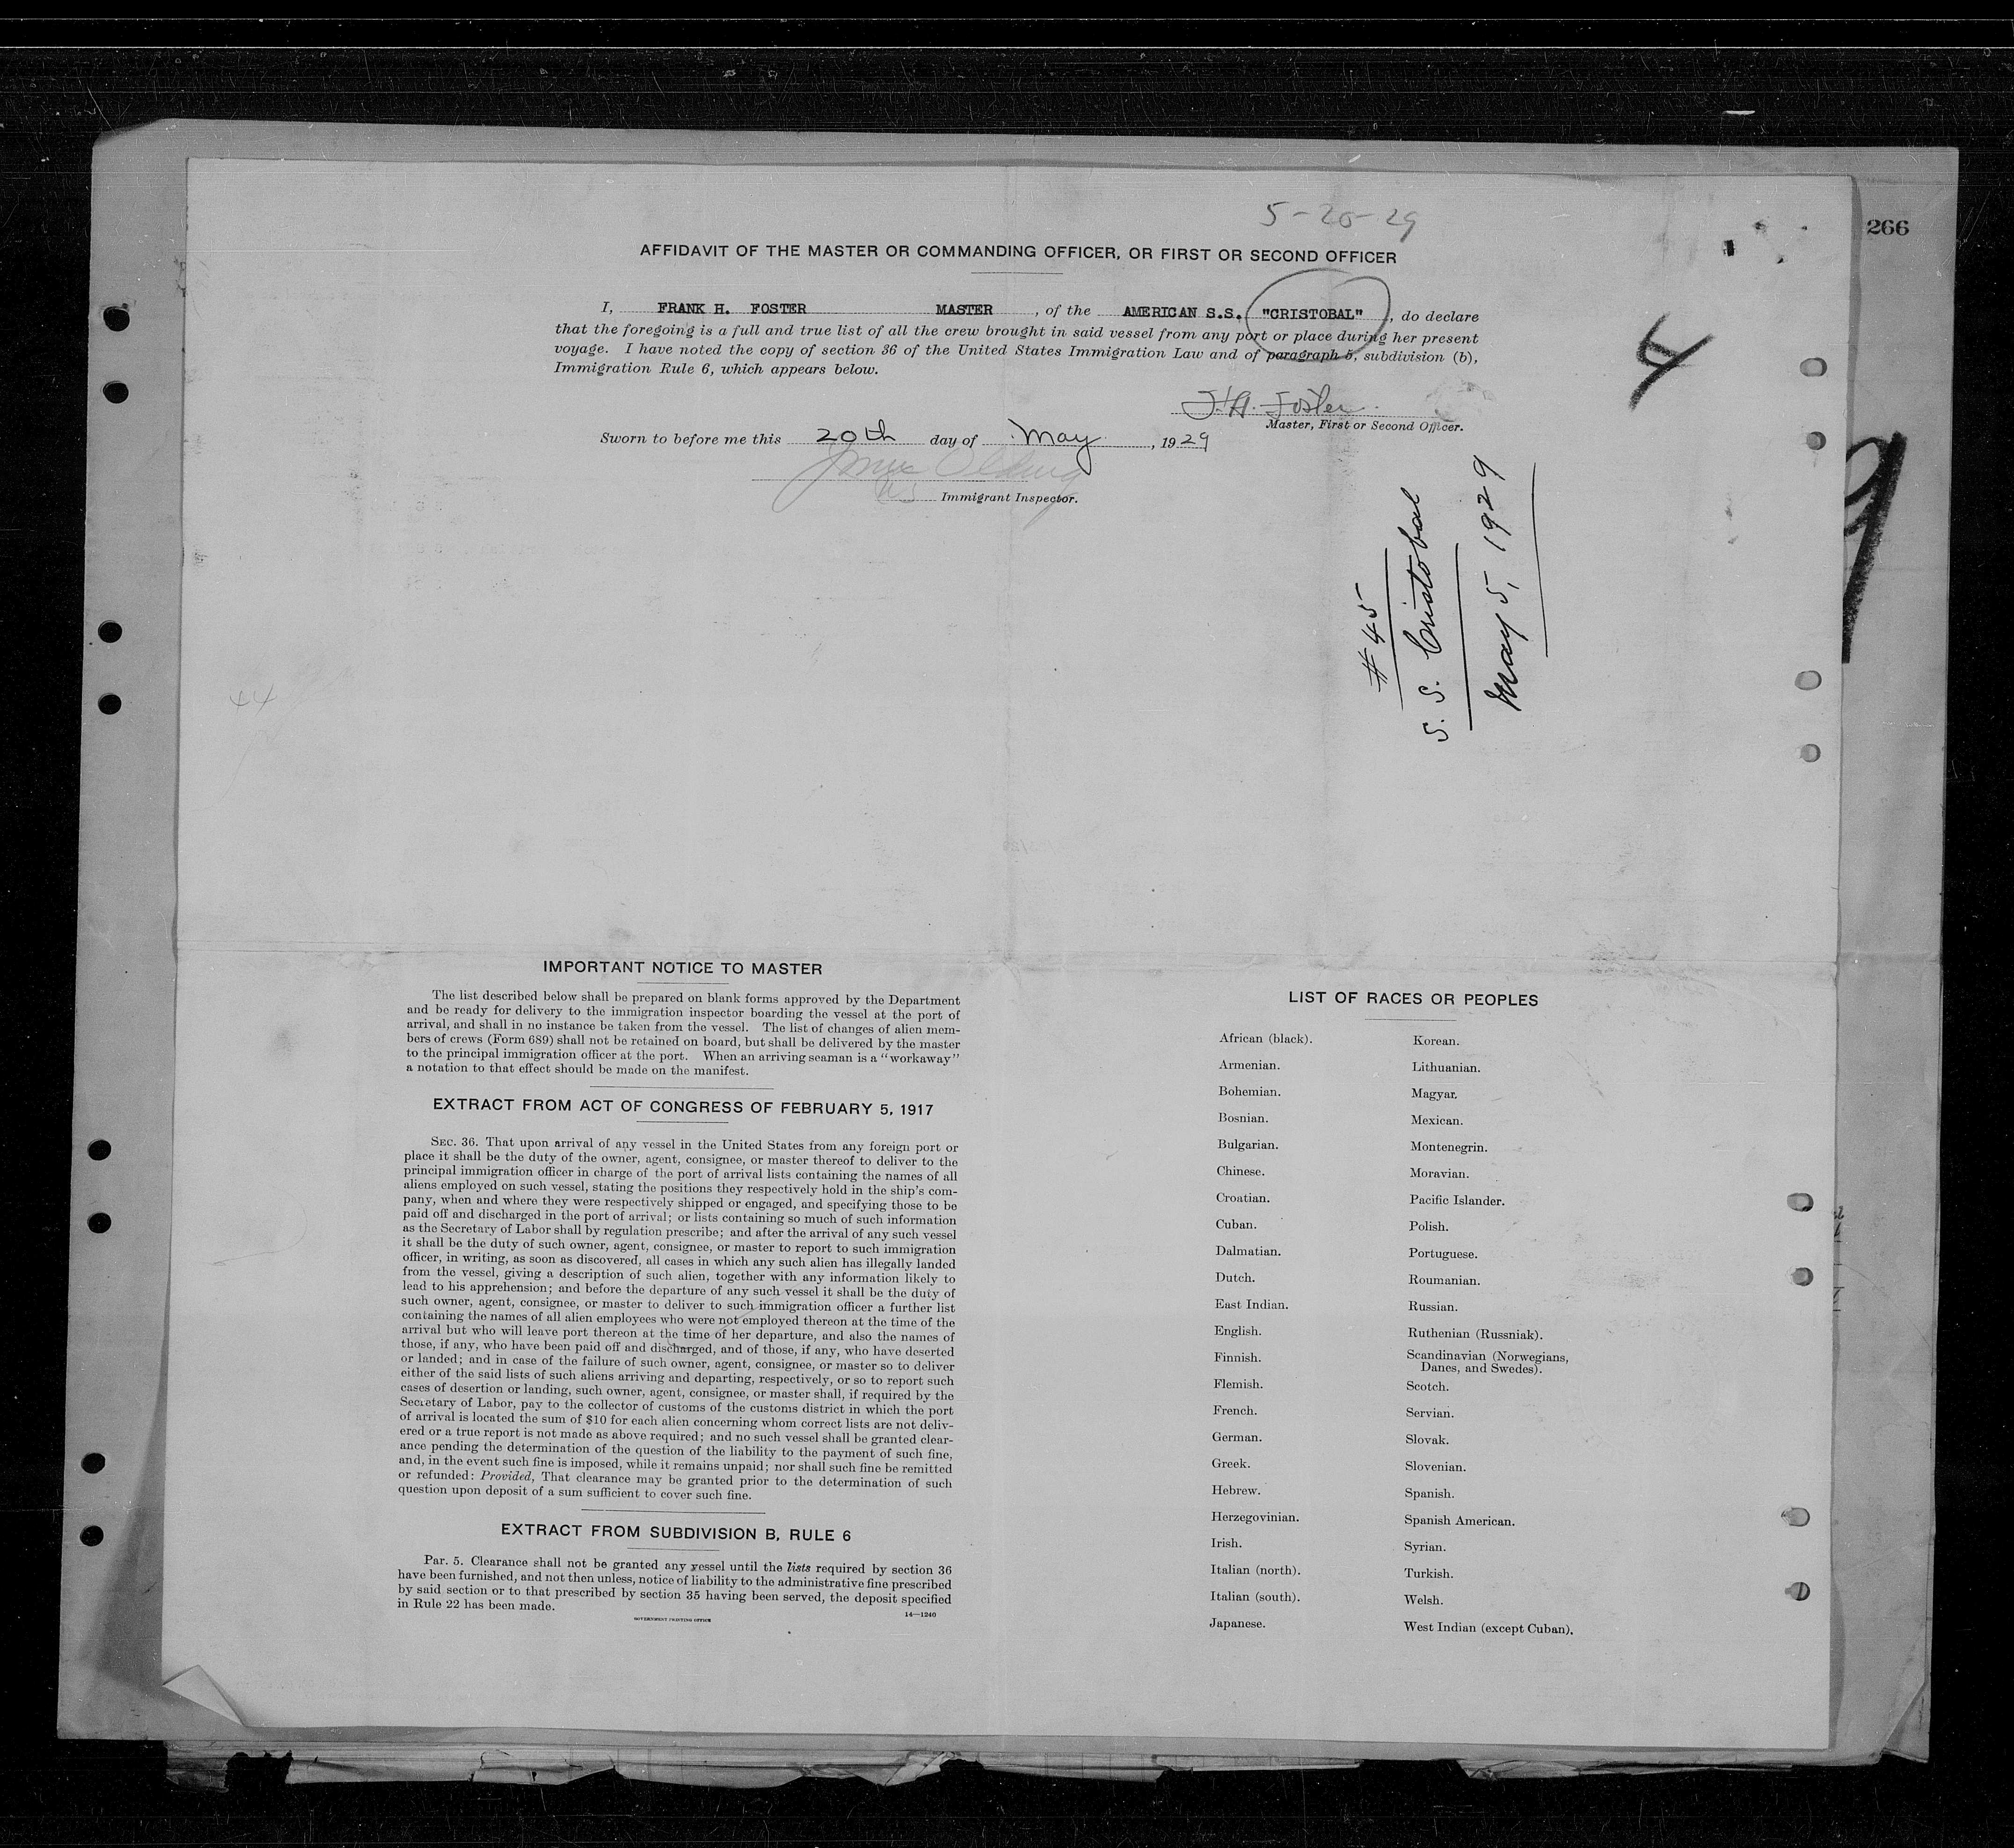 5-20-29
266
AFFIDAVIT OF THE MASTER OR COMMANDING OFFICER, OR FIRST OR SECOND OFFICER
I, FRANK H. FOSTER MASTER, of the AMERICAN S.S. "CRISTOBAL", do declare
that the foregoing is a full and true list of all the crew brought in said vessel from any port or place during her present
voyage. I have noted the copy of section 36 of the United States Immigration Law and of paragraph 5, subdivision (b),
Immigration Rule 6, which appears below.
4
F.H. Foster
Master, First or Second Officer.
Sworn to before me this 20th day of May, 1929
Immigrant Inspector.
9
# 45
S. S. Cristobal
May 5, 1929
44
IMPORTANT NOTICE TO MASTER
The list described below shall be prepared on blank forms approved by the Department
and be ready for delivery to the immigration inspector boarding the vessel at the port of
arrival, and shall in no instance be taken from the vessel. The list of changes of alien mem-
bers of crews (Form 689) shall not be retained on board, but shall be delivered by the master
to the principal immigration officer at the port. When an arriving seaman is a "workaway"
a notation to that effect should be made on the manifest.
EXTRACT FROM ACT OF CONGRESS OF FEBRUARY 5, 1917
SEC. 36. That upon arrival of any vessel in the United States from any foreign port or
place it shall be the duty of the owner, agent, consignee, or master thereof to deliver to the
principal immigration officer in charge of the port of arrival lists containing the names of all
aliens employed on such vessel, stating the positions they respectively hold in the ship's com-
pany, when and where they were respectively shipped or engaged, and specifying those to be
paid off and discharged in the port of arrival; or lists containing so much of such information
as the Secretary of Labor shall by regulation prescribe; and after the arrival of any such vessel
it shall be the duty of such owner, agent, consignee, or master to report to such immigration
officer, in writing, as soon as discovered, all cases in which any such alien has illegally landed
from the vessel, giving a description of such alien, together with any information likely to
lead to his apprehension; and before the departure of any such vessel it shall be the duty of
such owner, agent, consignee, or master to deliver to such immigration officer a further list
containing the names of all alien employees who were not employed thereon at the time of the
arrival but who will leave port thereon at the time of her departure, and also the names of
those, if any, who have been paid off and discharged, and of those, if any, who have deserted
or landed; and in case of the failure of such owner, agent, consignee, or master so to deliver
either of the said lists of such aliens arriving and departing, respectively, or so to report such
cases of desertion or landing, such owner, agent, consignee, or master shall, if required by the
Secretary of Labor, pay to the collector of customs of the customs district in which the port
of arrival is located the sum of $10 for each alien concerning whom correct lists are not deliv-
ered or a true report is not made as above required; and no such vessel shall be granted clear-
ance pending the determination of the question of the liability to the payment of such fine,
and, in the event such fine is imposed, while it remains unpaid; nor shall such fine be remitted
or refunded: Provided, That clearance may be granted prior to the determination of such
question upon deposit of a sum sufficient to cover such fine.
EXTRACT FROM SUBDIVISION B, RULE 6
Par. 5. Clearance shall not be granted any vessel until the lists required by section 36
have been furnished, and not then unless, notice of liability to the administrative fine prescribed
by said section or to that prescribed by section 35 having been served, the deposit specified
in Rule 22 has been made.
GOVERNMENT PRINTING OFFICE 14—1240
LIST OF RACES OR PEOPLES
African (black).
Armenian.
Bohemian.
Bosnian.
Bulgarian.
Chinese.
Croatian.
Cuban.
Dalmatian.
Dutch.
East Indian.
English.
Finnish.
Flemish.
French.
German.
Greek.
Hebrew.
Herzegovinian.
Irish.
Italian (north).
Italian (south).
Japanese.
Korean.
Lithuanian.
Magyar.
Mexican.
Montenegrin.
Moravian.
Pacific Islander.
Polish.
Portuguese.
Roumanian.
Russian.
Ruthenian (Russniak).
Scandinavian (Norwegians,
Danes, and Swedes).
Scotch.
Servian.
Slovak.
Slovenian.
Spanish.
Spanish American.
Syrian.
Turkish.
Welsh.
West Indian (except Cuban).